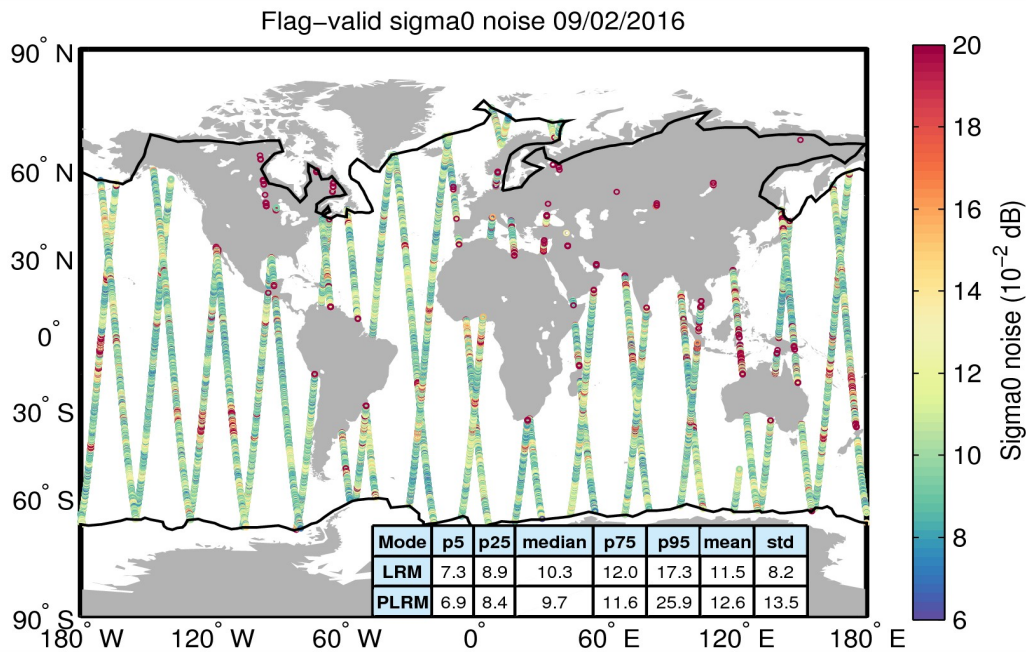 Flag−valid sigma0 noise 09/02/2016
90° N
60° N
30° N
0°
30° S
60° S
90° S
180° W
120° W
60° W
0°
60° E
120° E
180° E
Mode p5 p25 median p75 p95 mean std
LRM 7.3 8.9 10.3 12.0 17.3 11.5 8.2
PLRM 6.9 8.4 9.7 11.6 25.9 12.6 13.5
20
18
16
14
12
10
8
6
Sigma0 noise (10⁻² dB)